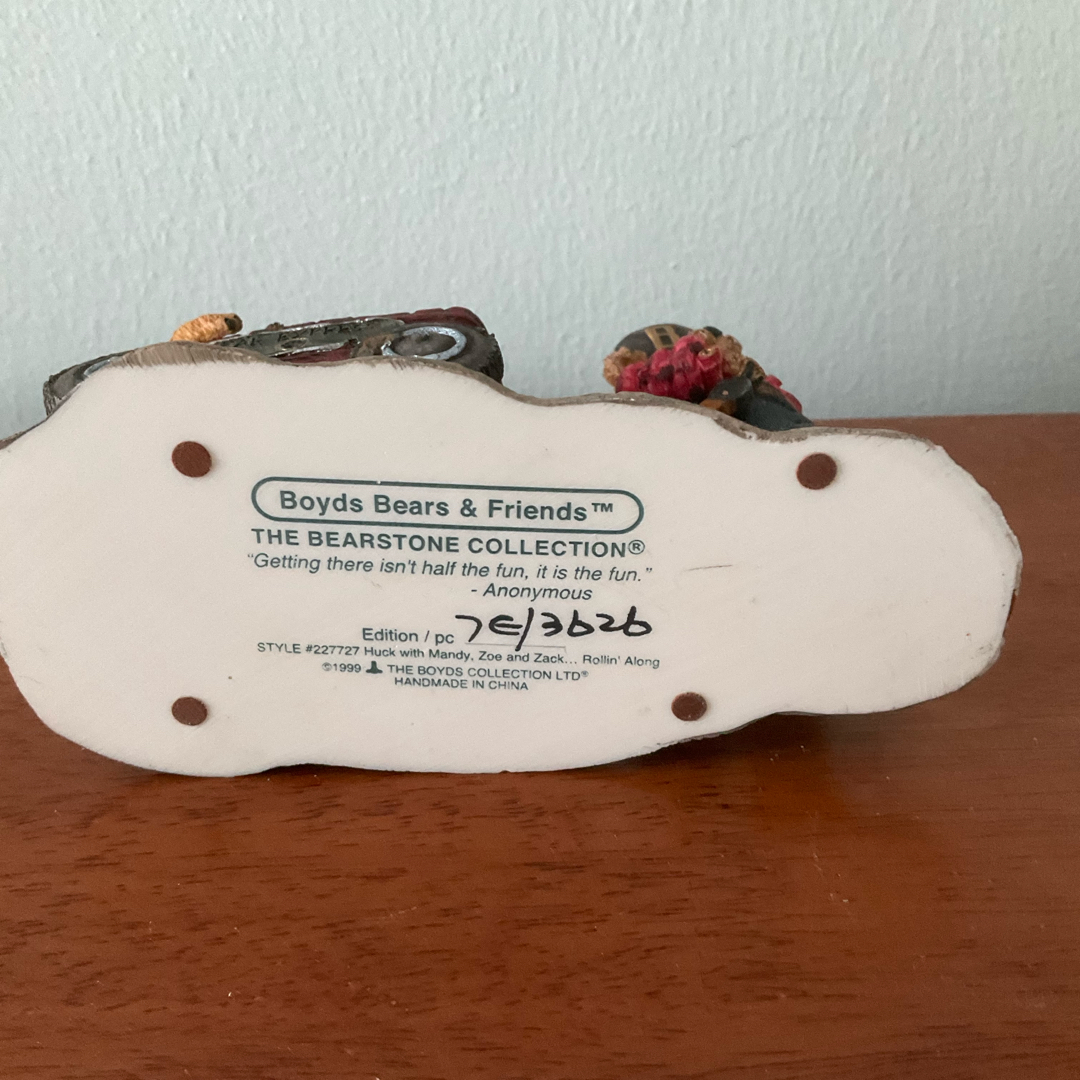 Boyds Bears & Friends™
THE BEARSTONE COLLECTION®
"Getting there isn't half the fun, it is the fun."
- Anonymous
Edition / pc 7E/3626
STYLE #227727 Huck with Mandy, Zoe and Zack... Rollin' Along
©1999 THE BOYDS COLLECTION LTD®
HANDMADE IN CHINA